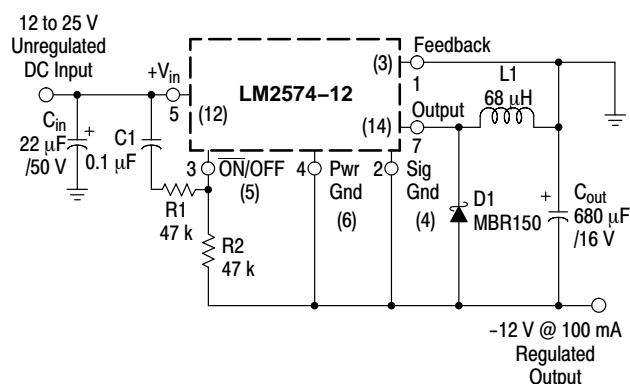 12 to 25 V
Unregulated
DC Input
+Vin
5
(12)
LM2574–12
(3)
Feedback
1
(14)
Output
7
L1
68 μH
Cin
22 μF
/50 V
+
C1
0.1
μF
3
ON/OFF
(5)
4
Pwr
Gnd
(6)
2
Sig
Gnd
(4)
R1
47 k
R2
47 k
D1
MBR150
+
Cout
680 μF
/16 V
–12 V @ 100 mA
Regulated
Output